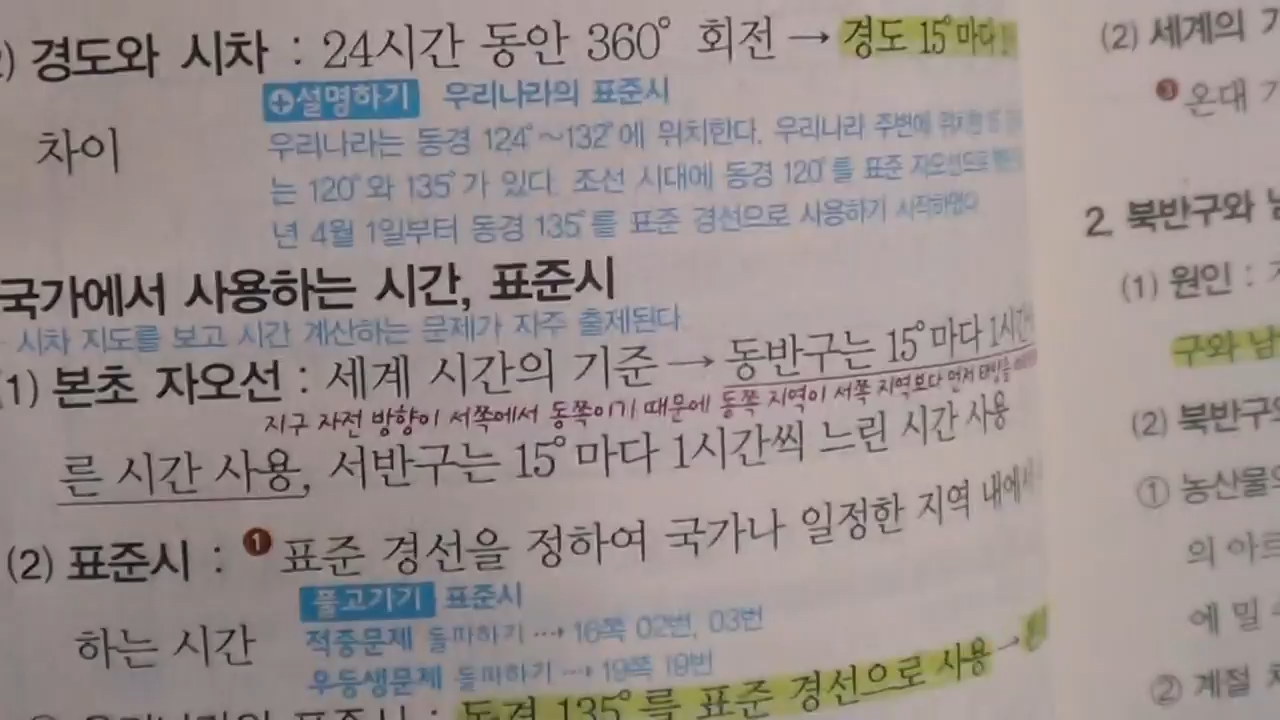 경도와 시차 : 24시간 동안 360° 회전 → 경도 15°마다
+설명하기 우리나라의 표준시
차이
우리나라는 동경 124°~132°에 위치한다. 우리나라 주변에
는 120°와 135°가 있다. 조선 시대에 동경 120°를 표준 자오선으로
년 4월 1일부터 동경 135°를 표준 경선으로 사용하기 시작하였다
국가에서 사용하는 시간, 표준시
시차 지도를 보고 시간 계산하는 문제가 자주 출제된다.
(1) 본초 자오선 : 세계 시간의 기준 → 동반구는 15°마다 1시간
지구 자전 방향이 서쪽에서 동쪽이기 때문에 동쪽 지역이 서쪽 지역보다 먼저
른 시간 사용, 서반구는 15°마다 1시간씩 느린 시간 사용
(2) 표준시 : ❶ 표준 경선을 정하여 국가나 일정한 지역 내에서
풀고기기 표준시
하는 시간
적중문제 돌파하기 ···→ 16쪽 02번, 03번
우등생문제 돌파하기 ···→ 19쪽 19번
우리나라의 표준시 : 동경 135°를 표준 경선으로 사용 →
(2) 세계의
❸ 온대
2. 북반구와
(1) 원인 :
구와 남
(2) 북반구와
① 농산물의
의
에 밀
② 계절